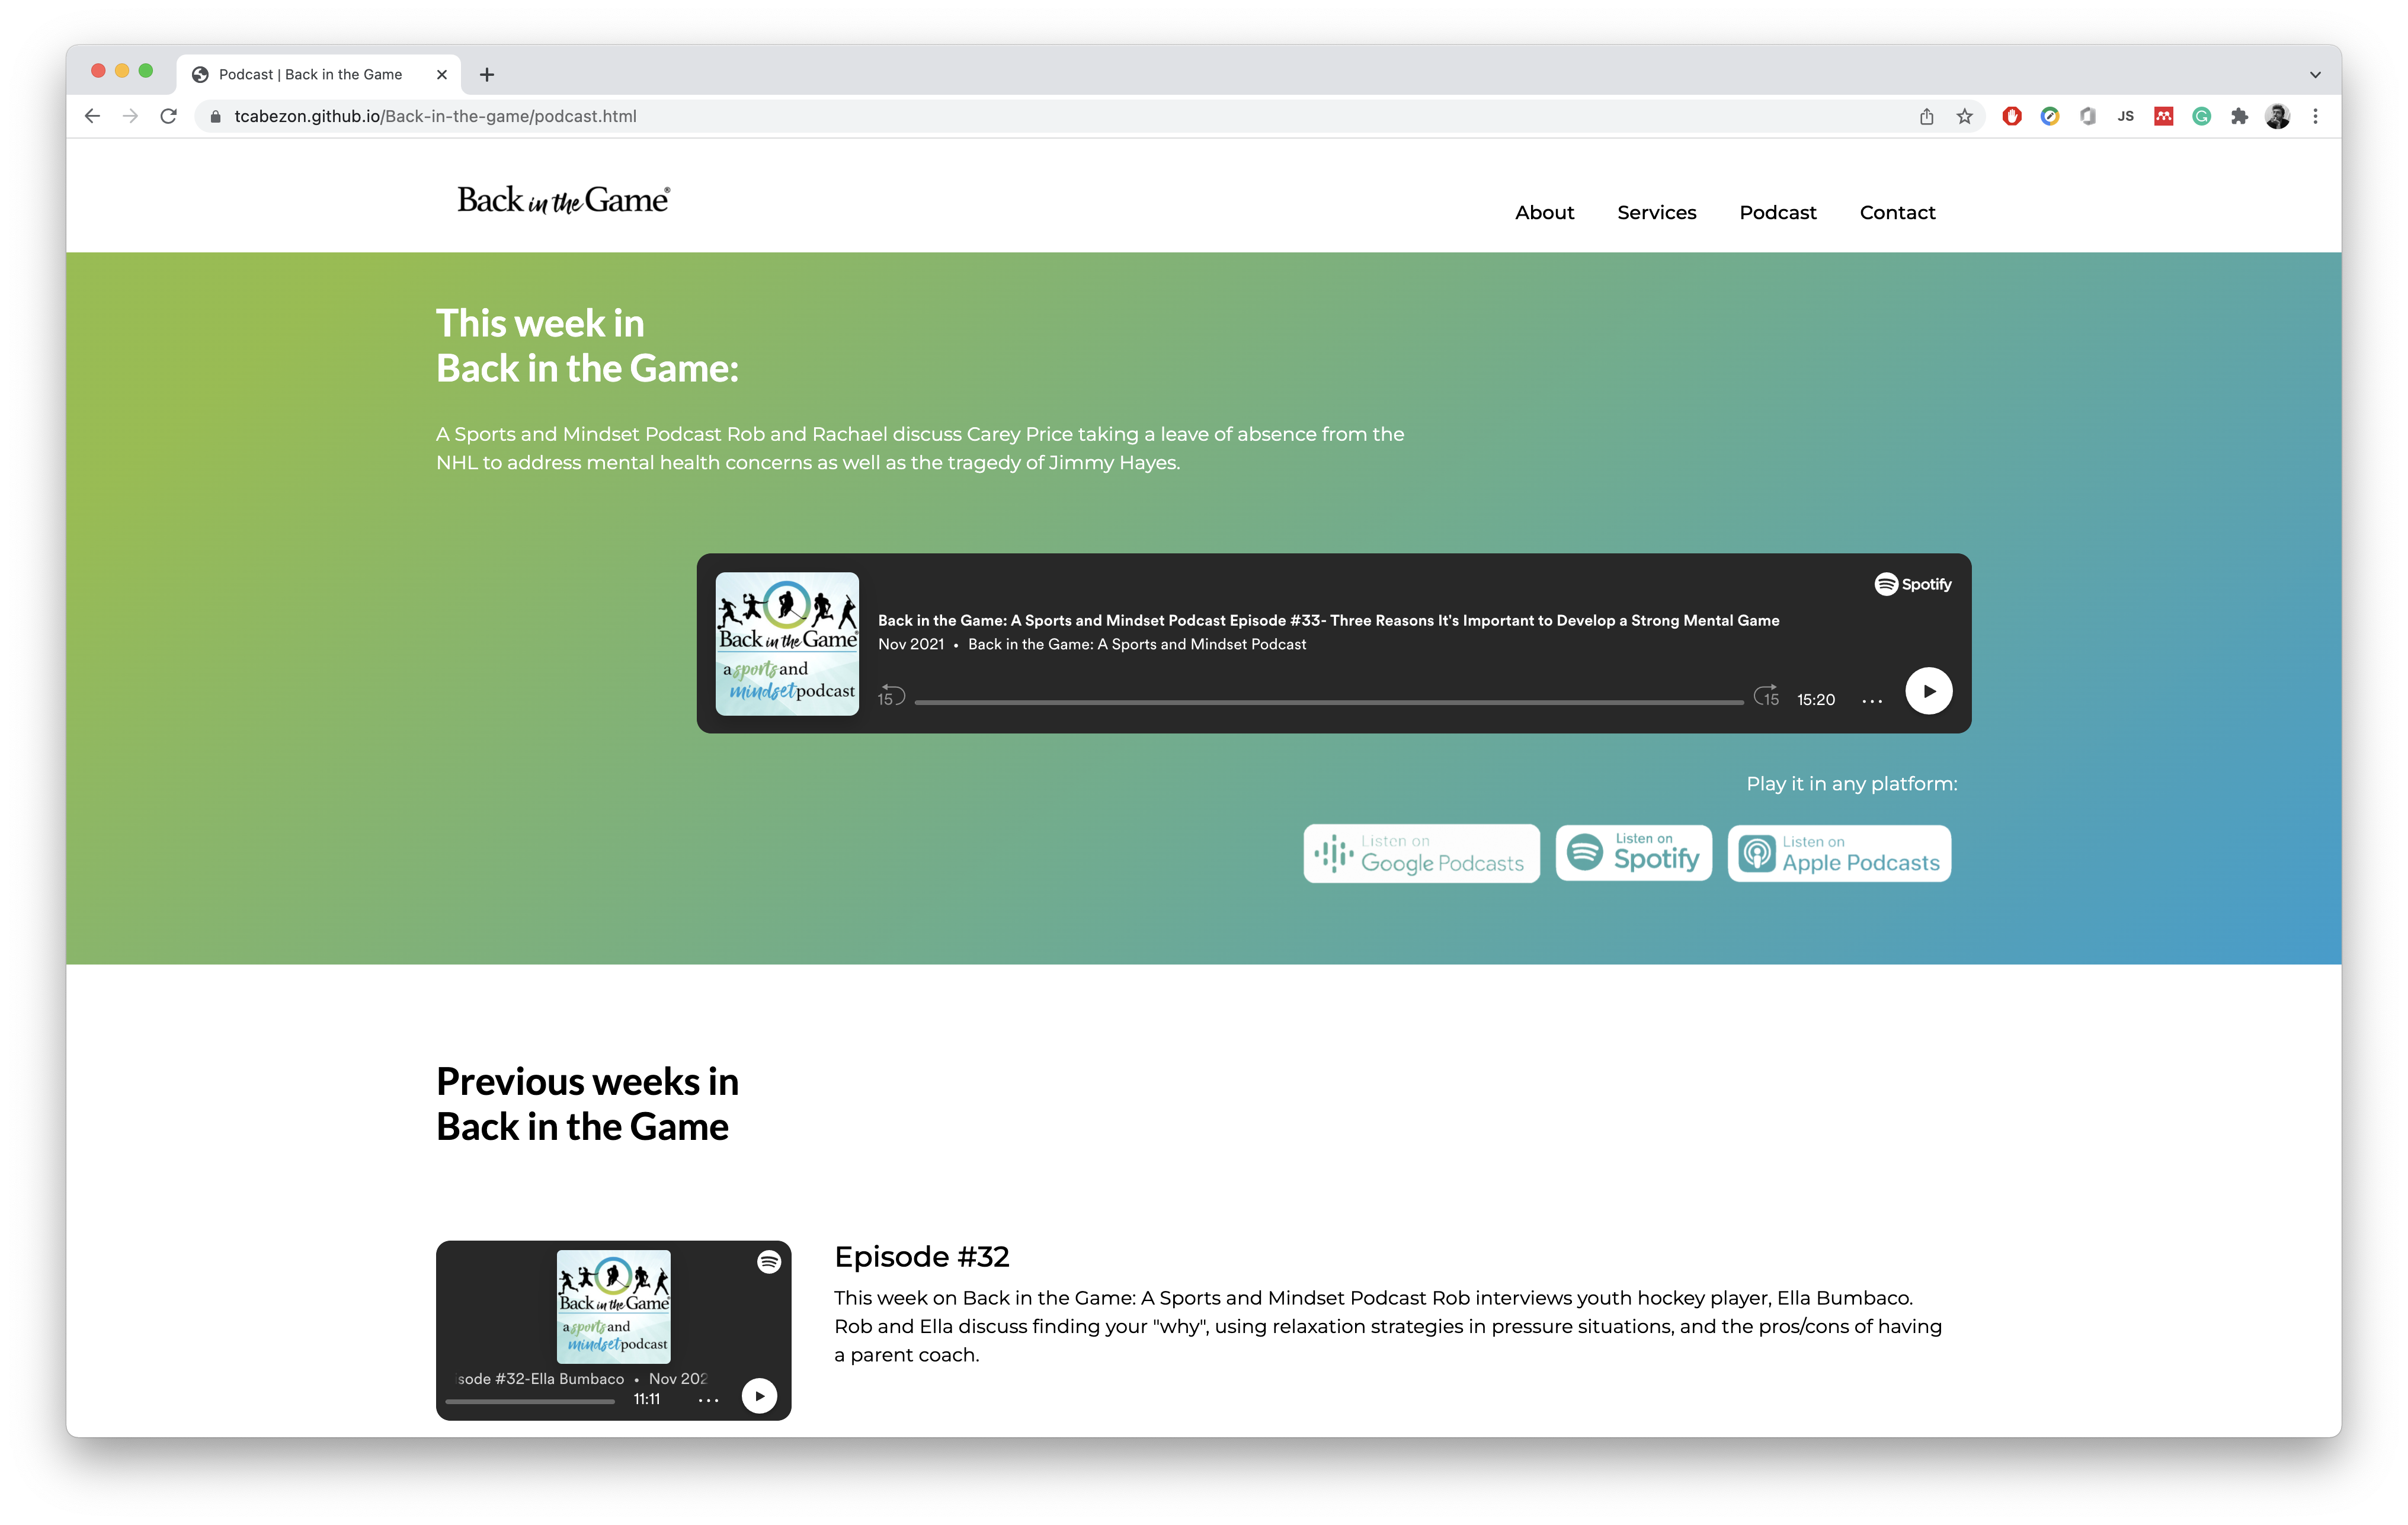 Podcast | Back in the Game
tcabezon.github.io/Back-in-the-game/podcast.html
JS
Back in the Game®
About Services Podcast Contact
This week in
Back in the Game:
A Sports and Mindset Podcast Rob and Rachael discuss Carey Price taking a leave of absence from the
NHL to address mental health concerns as well as the tragedy of Jimmy Hayes.
Back in the Game
a sports and
mindset podcast
Spotify
Back in the Game: A Sports and Mindset Podcast Episode #33- Three Reasons It's Important to Develop a Strong Mental Game
Nov 2021 • Back in the Game: A Sports and Mindset Podcast
15 15 15:20 ...
Play it in any platform:
Listen on
Google Podcasts
Listen on
Spotify
Listen on
Apple Podcasts
Previous weeks in
Back in the Game
Back in the Game
a sports and
mindset podcast
isode #32-Ella Bumbaco • Nov 202
11:11 ...
Episode #32
This week on Back in the Game: A Sports and Mindset Podcast Rob interviews youth hockey player, Ella Bumbaco.
Rob and Ella discuss finding your "why", using relaxation strategies in pressure situations, and the pros/cons of having
a parent coach.